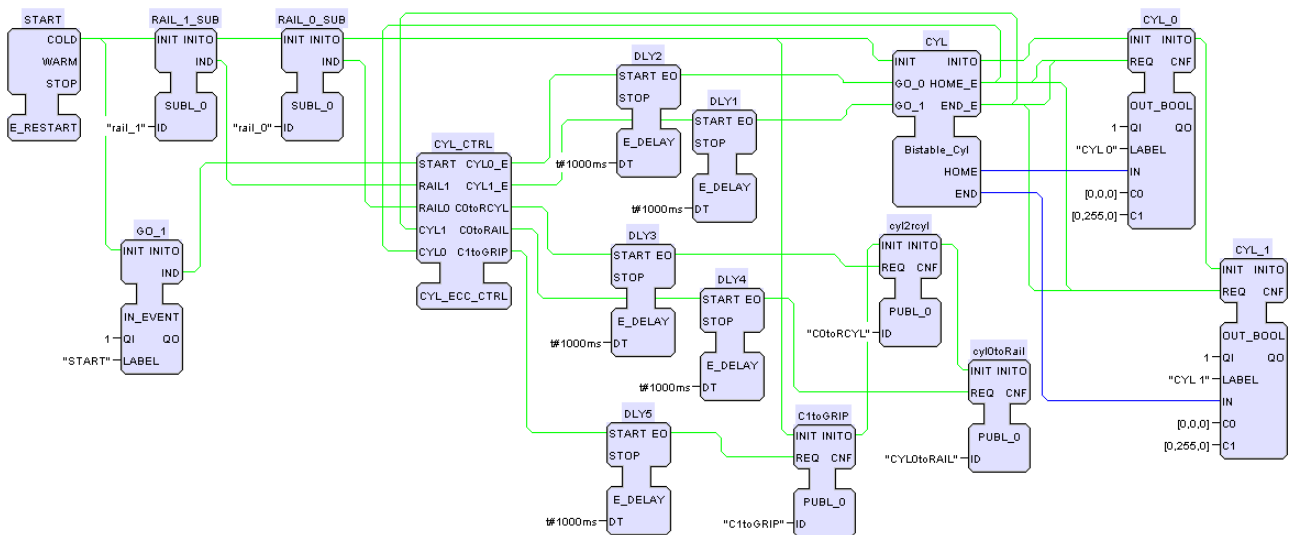 START
COLD
WARM
STOP
E_RESTART
RAIL_1_SUB
INIT INITO
IND
SUBL_0
"rail_1" ID
RAIL_0_SUB
INIT INITO
IND
SUBL_0
"rail_0" ID
GO_1
INIT INITO
IND
IN_EVENT
1 QI QO
"START" LABEL
CYL_CTRL
START CYL0_E
RAIL1 CYL1_E
RAIL0 C0toRCYL
CYL1 C0toRAIL
CYL0 C1toGRIP
CYL_ECC_CTRL
DLY2
START EO
STOP
E_DELAY
t#1000ms DT
DLY1
START EO
STOP
E_DELAY
t#1000ms DT
DLY3
START EO
STOP
E_DELAY
t#1000ms DT
DLY4
START EO
STOP
E_DELAY
t#1000ms DT
DLY5
START EO
STOP
E_DELAY
t#1000ms DT
CYL
INIT INITO
GO_0 HOME_E
GO_1 END_E
Bistable_Cyl
HOME
END
cyl2rcyl
INIT INITO
REQ CNF
PUBL_0
"C0toRCYL" ID
cyl0toRail
INIT INITO
REQ CNF
PUBL_0
"CYL0toRAIL" ID
C1toGRIP
INIT INITO
REQ CNF
PUBL_0
"C1toGRIP" ID
CYL_0
INIT INITO
REQ CNF
OUT_BOOL
1 QI QO
"CYL 0" LABEL
IN
[0,0,0] C0
[0,255,0] C1
CYL_1
INIT INITO
REQ CNF
OUT_BOOL
1 QI QO
"CYL 1" LABEL
IN
[0,0,0] C0
[0,255,0] C1